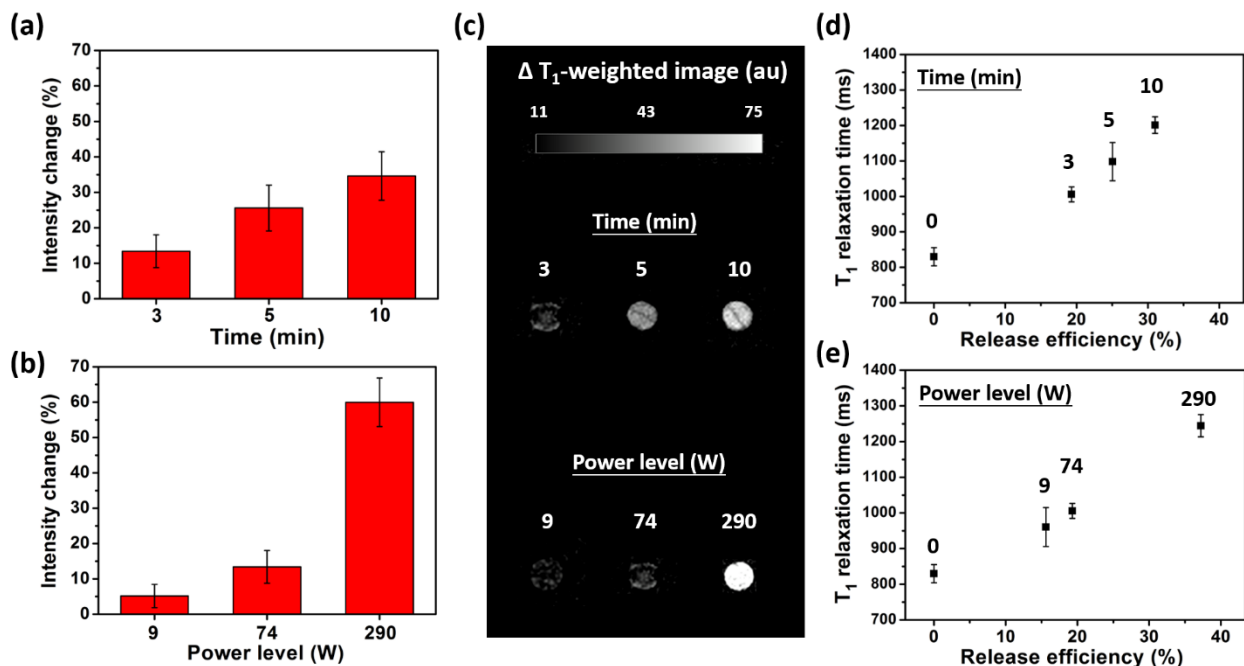 (a)
Intensity change (%)
70
60
50
40
30
20
10
0
3 5 10
Time (min)
(b)
Intensity change (%)
70
60
50
40
30
20
10
0
9 74 290
Power level (W)
(c)
Δ T₁-weighted image (au)
11 43 75
Time (min)
3 5 10
Power level (W)
9 74 290
(d)
T₁ relaxation time (ms)
1400
1300
1200
1100
1000
900
800
700
Time (min)
0
3
5
10
0 10 20 30 40
Release efficiency (%)
(e)
T₁ relaxation time (ms)
1400
1300
1200
1100
1000
900
800
700
600
Power level (W)
0
9
74
290
0 10 20 30 40
Release efficiency (%)